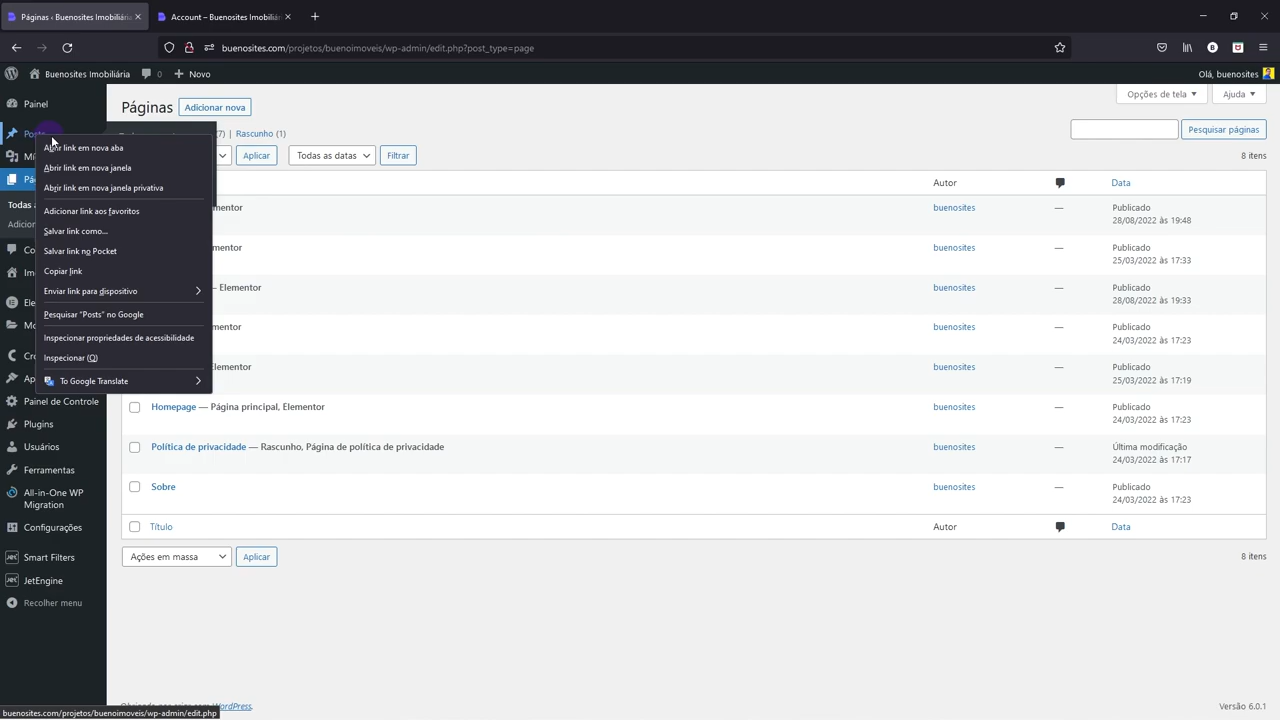 Páginas ‹ Buenosites Imobiliária
Account – Buenosites Imobiliári
buenosites.com/projetos/buenoimoveis/wp-admin/edit.php?post_type=page
Buenosites Imobiliária
0
Novo
Olá, buenosites
Painel
Páginas
Adicionar nova
Opções de tela
Ajuda
(7) | Rascunho (1)
Pesquisar páginas
Abrir link em nova aba
Abrir link em nova janela
Abrir link em nova janela privativa
Adicionar link aos favoritos
Salvar link como...
Salvar link no Pocket
Copiar link
Enviar link para dispositivo
Pesquisar "Posts" no Google
Inspecionar propriedades de acessibilidade
Inspecionar (Q)
To Google Translate
Aplicar
Todas as datas
Filtrar
8 itens
Autor
Data
mentor
buenosites
—
Publicado
28/08/2022 às 19:48
mentor
buenosites
—
Publicado
25/03/2022 às 17:33
— Elementor
buenosites
—
Publicado
28/08/2022 às 19:33
mentor
buenosites
—
Publicado
24/03/2022 às 17:23
Elementor
buenosites
—
Publicado
25/03/2022 às 17:19
Homepage — Página principal, Elementor
buenosites
—
Publicado
24/03/2022 às 17:23
Política de privacidade — Rascunho, Página de política de privacidade
buenosites
—
Última modificação
24/03/2022 às 17:17
Sobre
buenosites
—
Publicado
24/03/2022 às 17:23
Título
Autor
Data
Ações em massa
Aplicar
8 itens
Todas
Painel de Controle
Plugins
Usuários
Ferramentas
All-in-One WP
Migration
Configurações
Smart Filters
JetEngine
Recolher menu
WordPress.
Versão 6.0.1
buenosites.com/projetos/buenoimoveis/wp-admin/edit.php